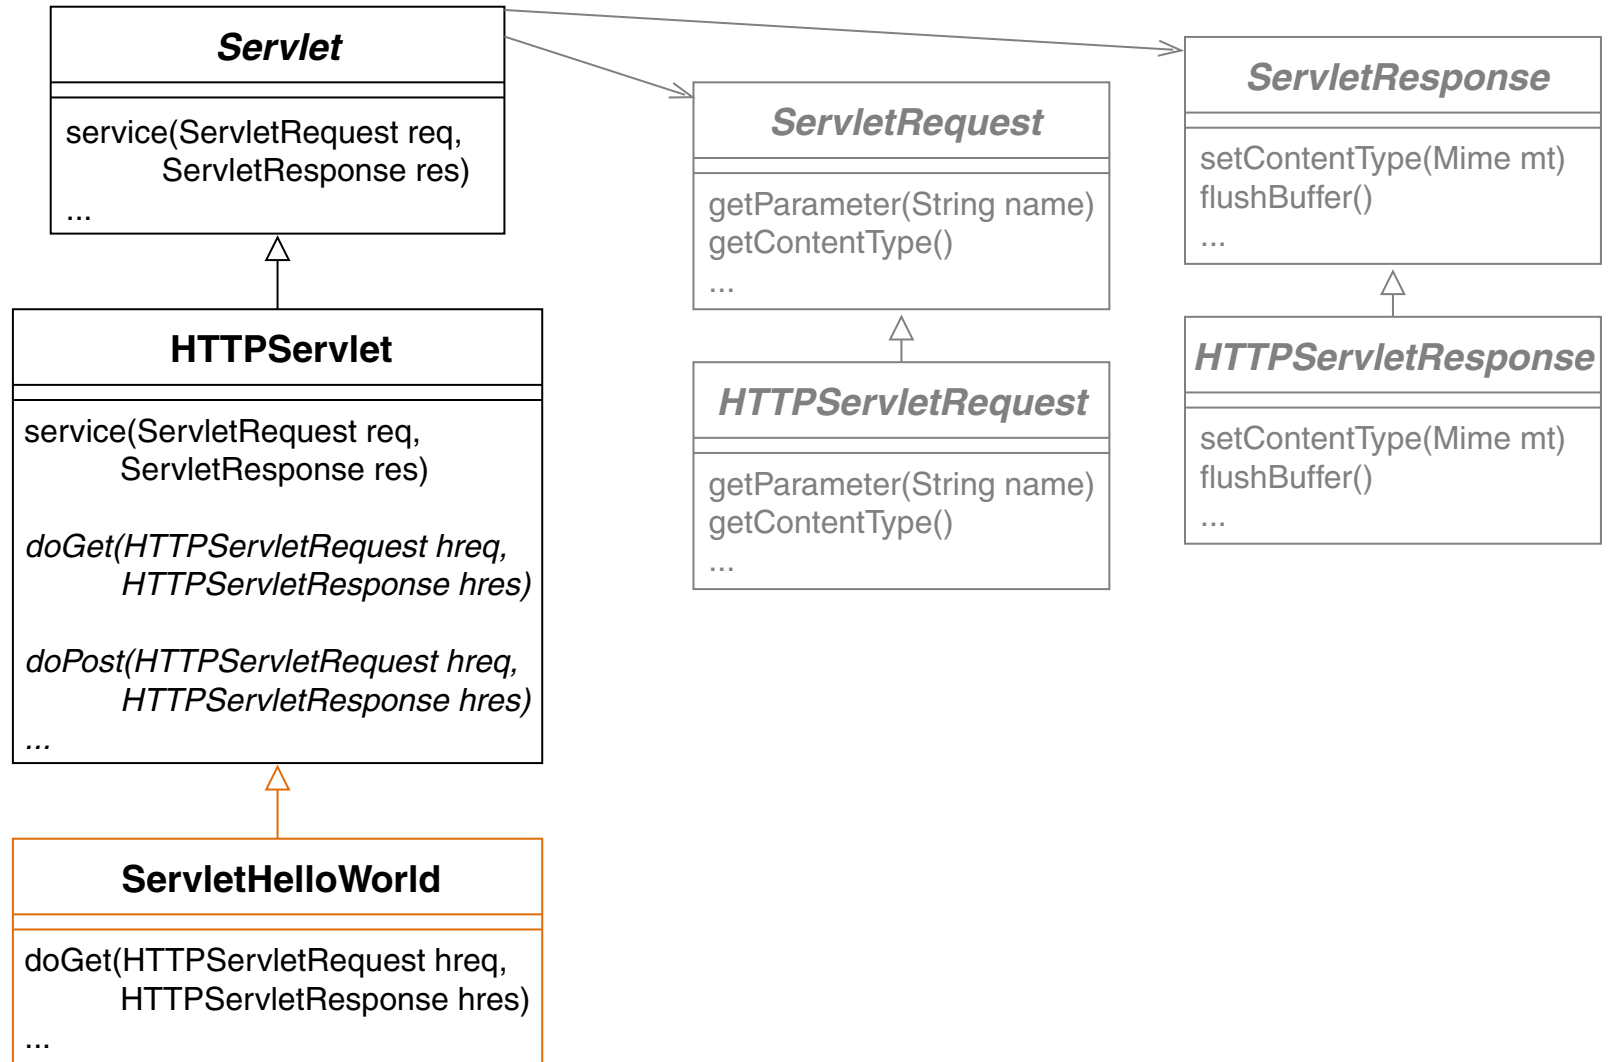 Servlet
service(ServletRequest req,
ServletResponse res)
...
HTTPServlet
service(ServletRequest req,
ServletResponse res)
doGet(HTTPServletRequest hreq,
HTTPServletResponse hres)
doPost(HTTPServletRequest hreq,
HTTPServletResponse hres)
...
ServletHelloWorld
doGet(HTTPServletRequest hreq,
HTTPServletResponse hres)
...
ServletRequest
getParameter(String name)
getContentType()
...
HTTPServletRequest
getParameter(String name)
getContentType()
...
ServletResponse
setContentType(Mime mt)
flushBuffer()
...
HTTPServletResponse
setContentType(Mime mt)
flushBuffer()
...